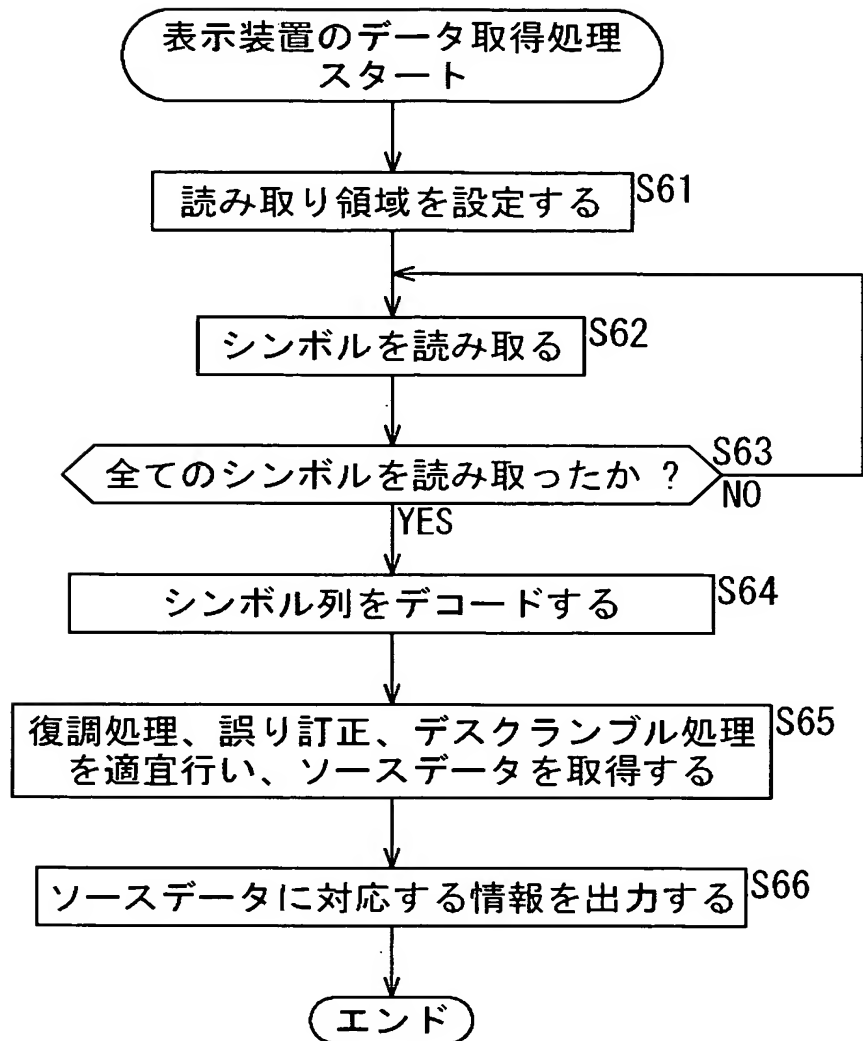 表示装置のデータ取得処理
スタート
読み取り領域を設定する
S61
シンボルを読み取る
S62
全てのシンボルを読み取ったか ?
S63
NO
YES
シンボル列をデコードする
S64
復調処理、誤り訂正、デスクランブル処理
を適宜行い、ソースデータを取得する
S65
ソースデータに対応する情報を出力する
S66
エンド